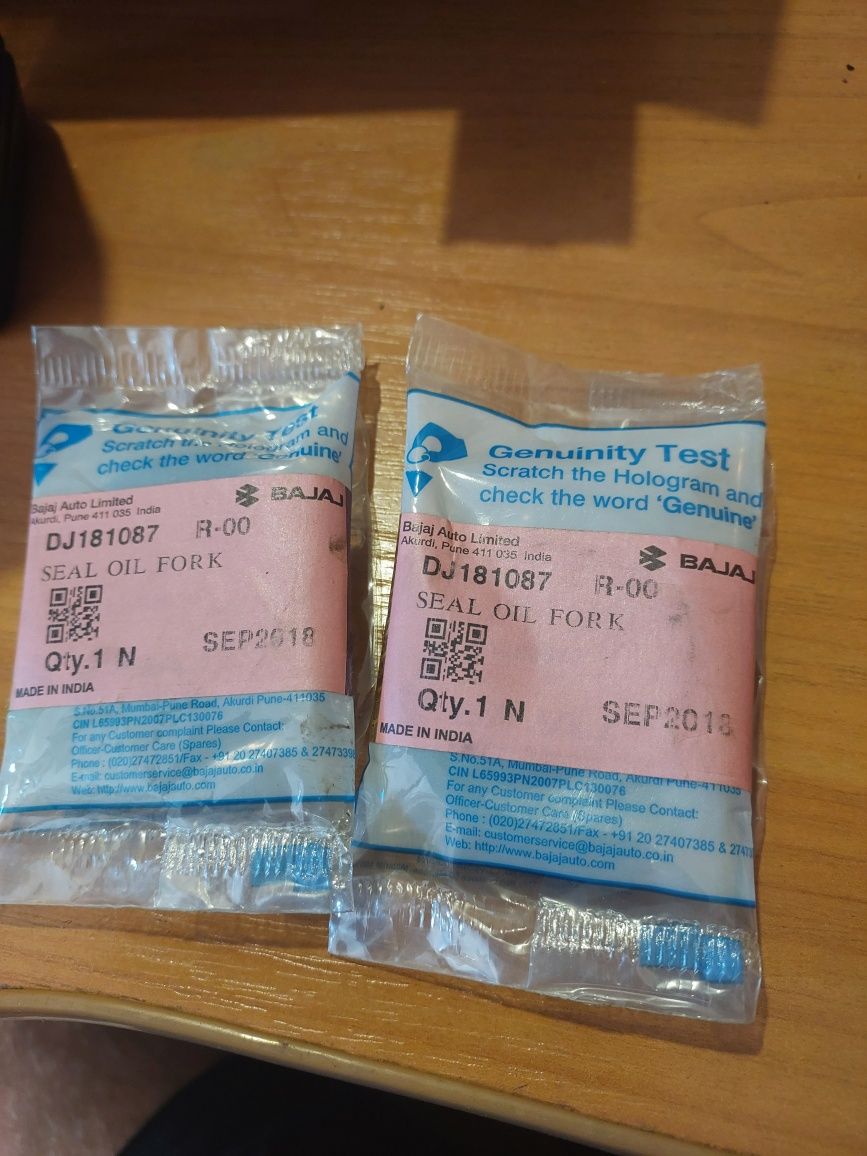 Genuinity Test
Scratch the Hologram and
check the word 'Genuine'
Bajaj Auto Limited
Akurdi, Pune 411 035 India
BAJAJ
DJ181087 R-00
SEAL OIL FORK
Qty.1 N SEP2018
MADE IN INDIA
S.No.51A, Mumbai-Pune Road, Akurdi Pune-411035
CIN L65993PN2007PLC130076
For any Customer complaint Please Contact:
Officer-Customer Care (Spares)
Phone : (020)27472851/Fax - +91 20 27407385 & 2747339
E-mail: customerservice@bajajauto.co.in
Web: http://www.bajajauto.com
Genuinity Test
Scratch the Hologram and
check the word 'Genuine'
Bajaj Auto Limited
Akurdi, Pune 411 035 India
BAJAJ
DJ181087 R-00
SEAL OIL FORK
Qty.1 N SEP2018
MADE IN INDIA
S.No.51A, Mumbai-Pune Road, Akurdi Pune-411035
CIN L65993PN2007PLC130076
For any Customer complaint Please Contact:
Officer-Customer Care (Spares)
Phone : (020)27472851/Fax - +91 20 27407385 & 2747
E-mail: customerservice@bajajauto.co.in
Web: http://www.bajajauto.com